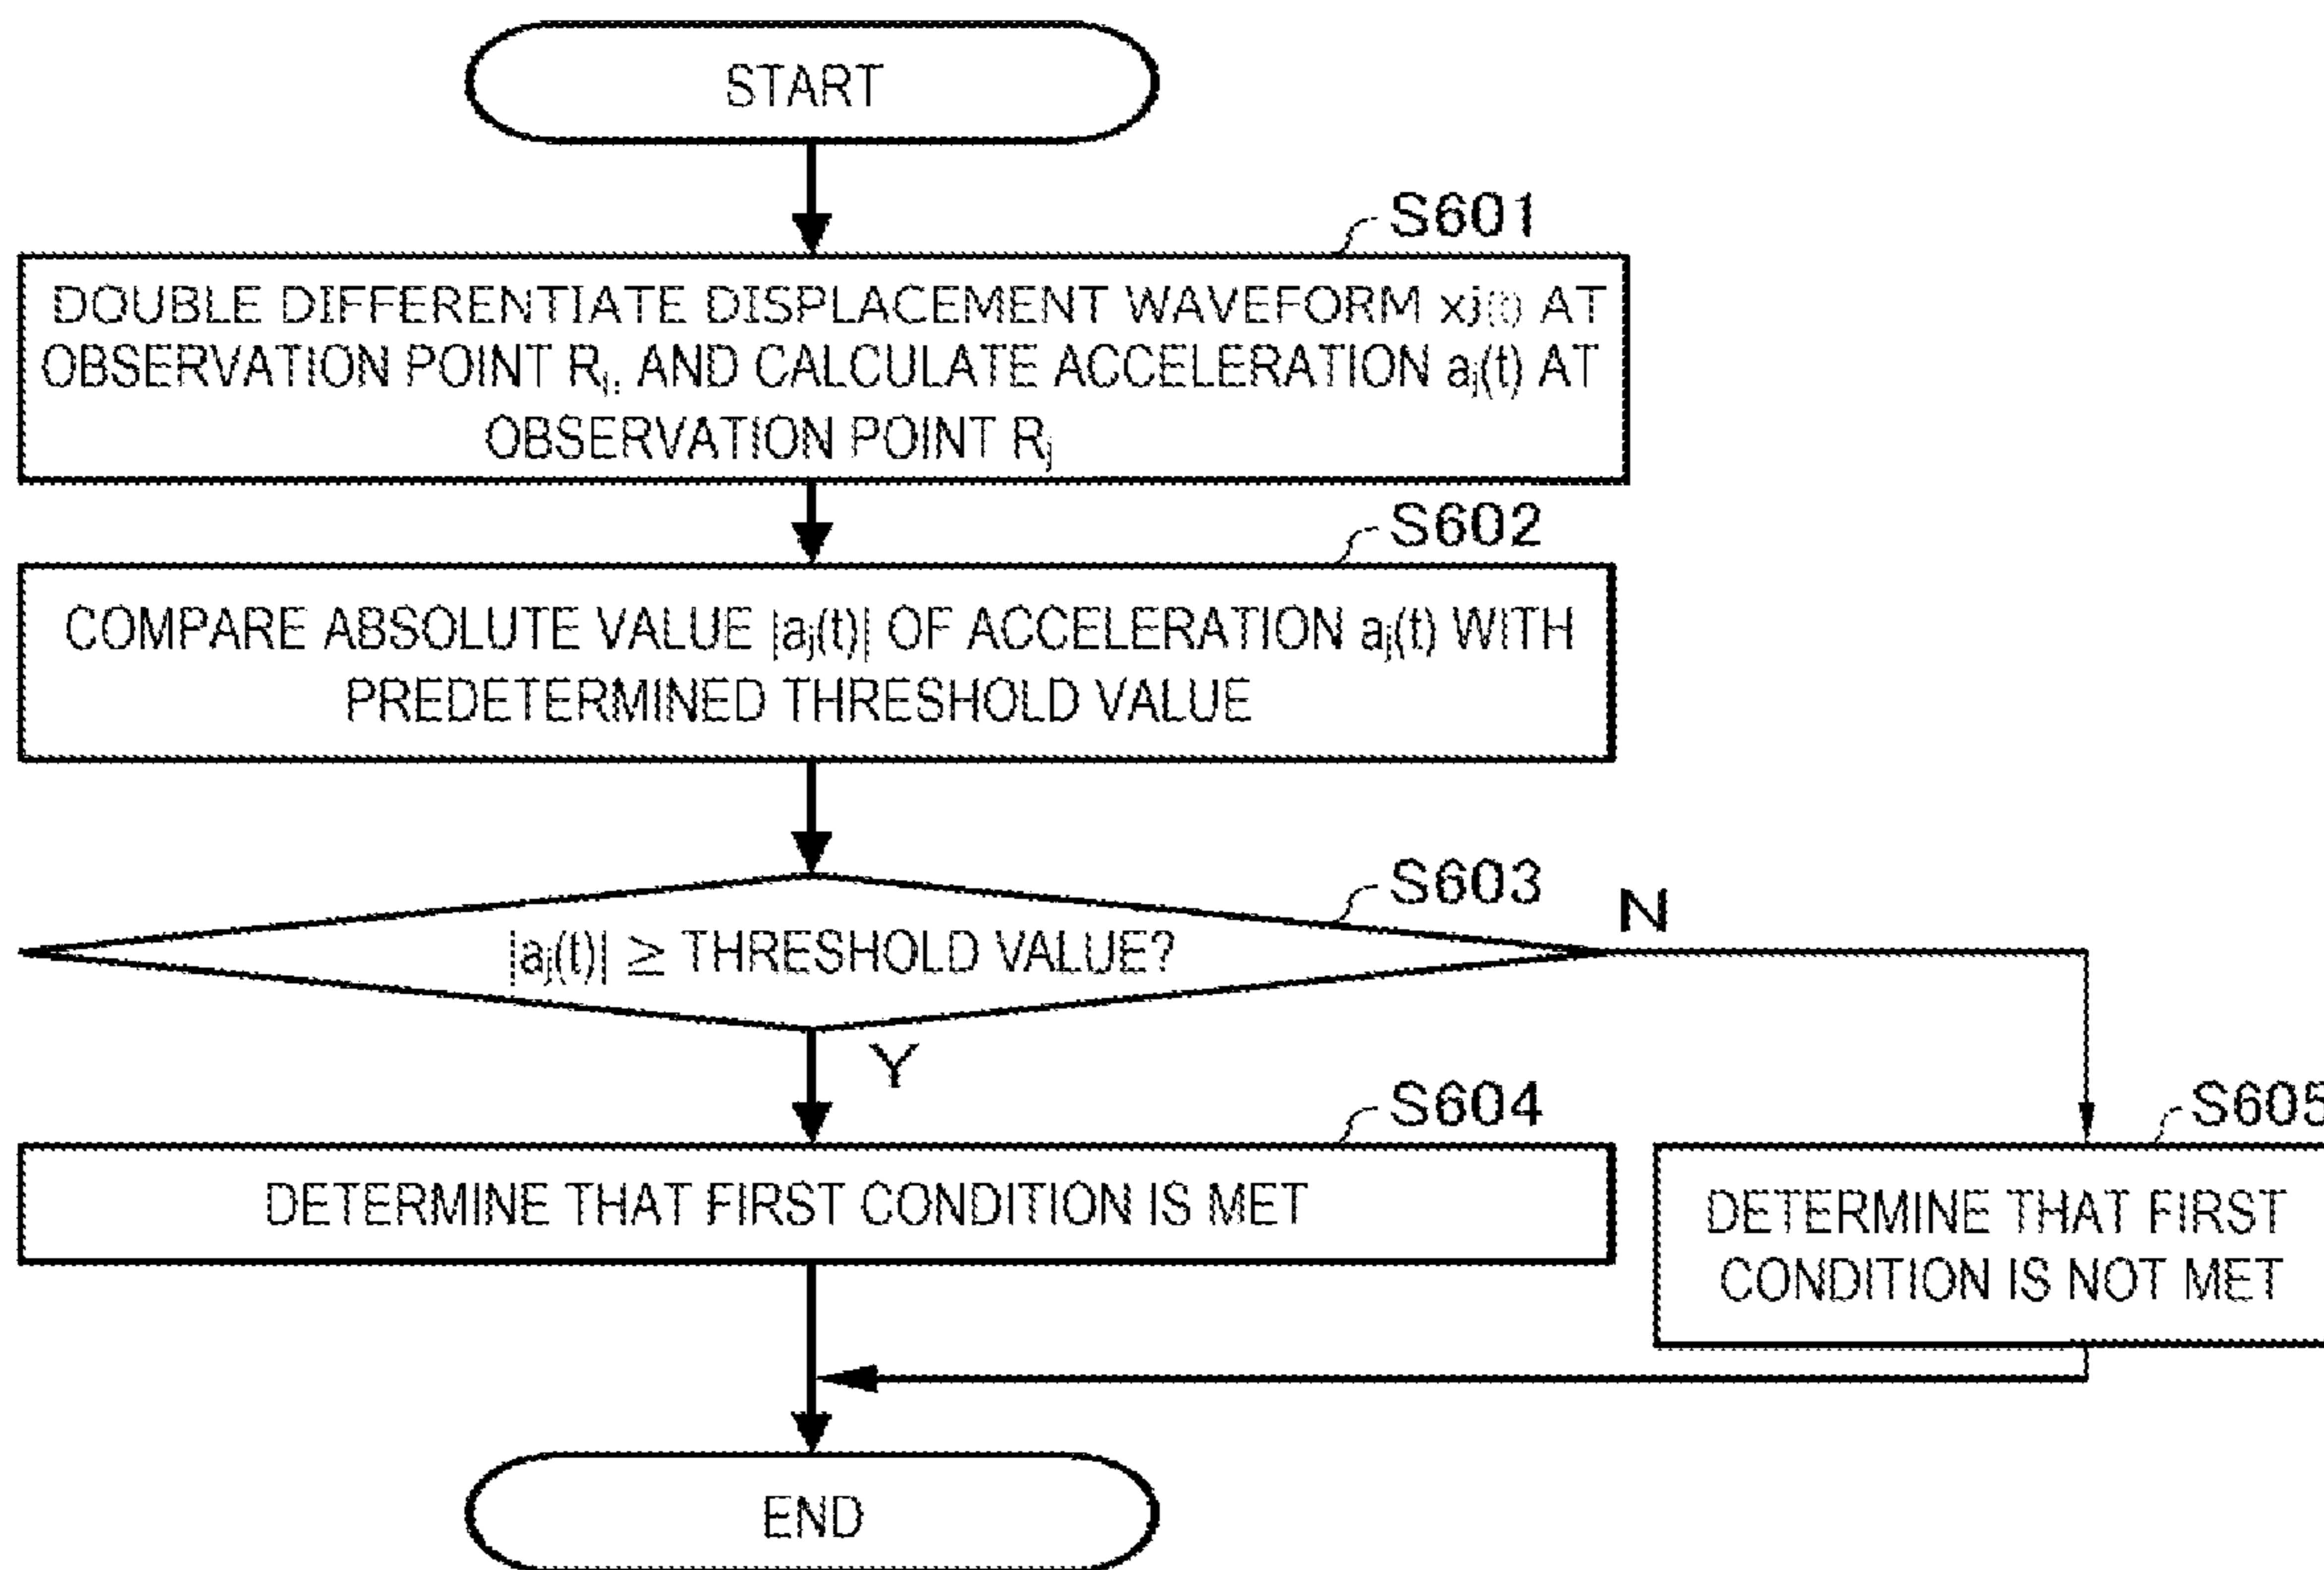 START
S601
DOUBLE DIFFERENTIATE DISPLACEMENT WAVEFORM xj(t) AT
OBSERVATION POINT Rj. AND CALCULATE ACCELERATION aj(t) AT
OBSERVATION POINT Rj
S602
COMPARE ABSOLUTE VALUE |aj(t)| OF ACCELERATION aj(t) WITH
PREDETERMINED THRESHOLD VALUE
S603
N
|aj(t)| ≥ THRESHOLD VALUE?
Y
S604
S605
DETERMINE THAT FIRST CONDITION IS MET
DETERMINE THAT FIRST
CONDITION IS NOT MET
END